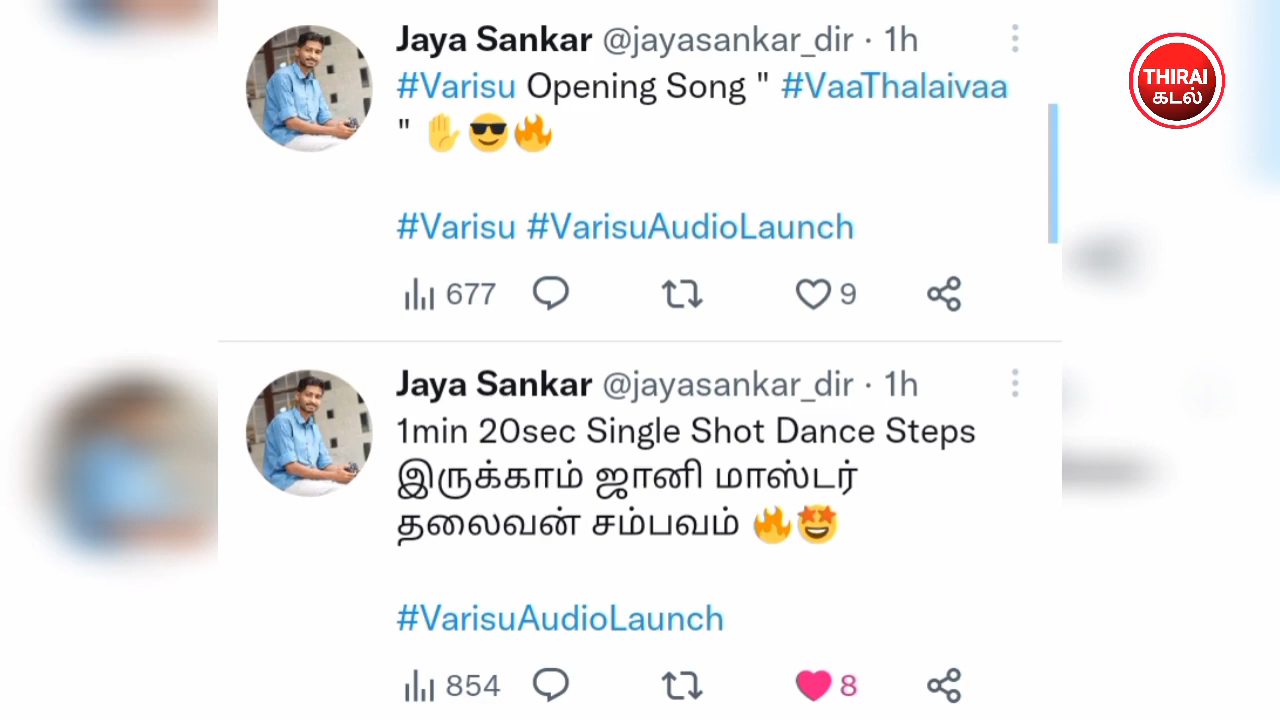 Jaya Sankar @jayasankar_dir · 1h
#Varisu Opening Song " #VaaThalaivaa
" ✋😎🔥
#Varisu #VarisuAudioLaunch
677 9
Jaya Sankar @jayasankar_dir · 1h
1min 20sec Single Shot Dance Steps
இருக்காம் ஜானி மாஸ்டர்
தலைவன் சம்பவம் 🔥🤩
#VarisuAudioLaunch
854 8
THIRAI
கடல்